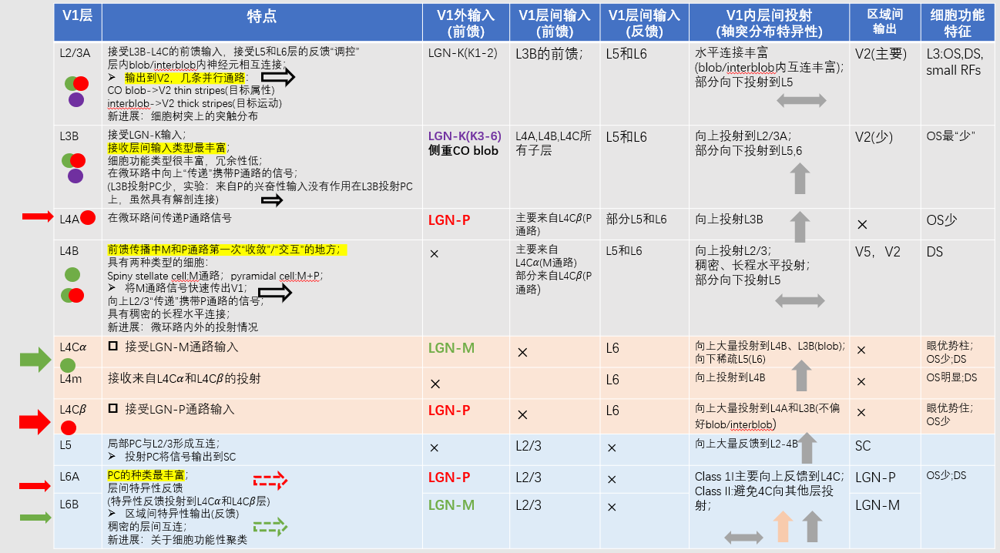 V1层
特点
V1外输入
(前馈)
V1层间输入
(前馈)
V1层间输入
(反馈)
V1内层间投射
(轴突分布特异性)
区域间
输出
细胞功能
特征
L2/3A
接受L3B-L4C的前馈输入，接受L5和L6层的反馈“调控”
层内blob/interblob内神经元相互连接；
➢ 输出到V2，几条并行通路：
CO blob->V2 thin stripes(目标属性)
interblob->V2 thick stripes(目标运动)
新进展：细胞树突上的突触分布
LGN-K(K1-2)
L3B的前馈；
L5和L6
水平连接丰富
(blob/interblob内互连丰富)；
部分向下投射到L5
V2(主要)
L3:OS,DS,
small RFs
L3B
接受LGN-K输入；
接收层间输入类型最丰富；
细胞功能类型很丰富，冗余性低；
在微环路中向上“传递”携带P通路的信号；
(L3B投射PC少，实验：来自P的兴奋性输入没有作用在L3B投射PC
上，虽然具有解剖连接)
LGN-K(K3-6)
侧重CO blob
L4A,L4B,L4C所
有子层
L5和L6
向上投射到L2/3A；
部分向下投射到L5,6
V2(少)
OS最“少”
L4A
在微环路间传递P通路信号
LGN-P
主要来自L4Cβ(P
通路)
部分L5和L6
向上投射L3B
×
OS少
L4B
前馈传播中M和P通路第一次“收敛”/“交互”的地方；
具有两种类型的细胞：
Spiny stellate cell:M通路；pyramidal cell:M+P；
➢ 将M通路信号快速传出V1；
向上L2/3“传递”携带P通路的信号；
具有稠密的长程水平连接；
新进展：微环路内外的投射情况
×
主要来自
L4Cα(M通路)
部分来自L4Cβ(P
通路)
L5和L6
向上投射L2/3；
稠密、长程水平投射；
部分向下投射L5
V5，V2
DS
L4Cα
接受LGN-M通路输入
LGN-M
×
L6
向上大量投射到L4B、L3B(blob)；
向下稀疏L5(L6)
×
眼优势柱；
OS少;DS
L4m
接收来自L4Cα和L4Cβ的投射
×
L6
向上投射到L4B
×
OS明显;DS
L4Cβ
接受LGN-P通路输入
LGN-P
×
L6
向上大量投射到L4A和L3B(不偏
好blob/interblob)
×
眼优势住；
OS少
L5
局部PC与L2/3形成互连；
➢ 投射PC将信号输出到SC
×
L2/3
×
向上大量反馈到L2-4B
SC
L6A
PC的种类最丰富；
层间特异性反馈
(特异性反馈投射到L4Cα和L4Cβ层)
➢ 区域间特异性输出(反馈)
稠密的层间互连；
新进展：关于细胞功能性聚类
LGN-P
L2/3
×
Class 1I主要向上反馈到L4C；
Class II:避免4C向其他层投
射；
LGN-P
OS少;DS
L6B
LGN-M
L2/3
×
LGN-M